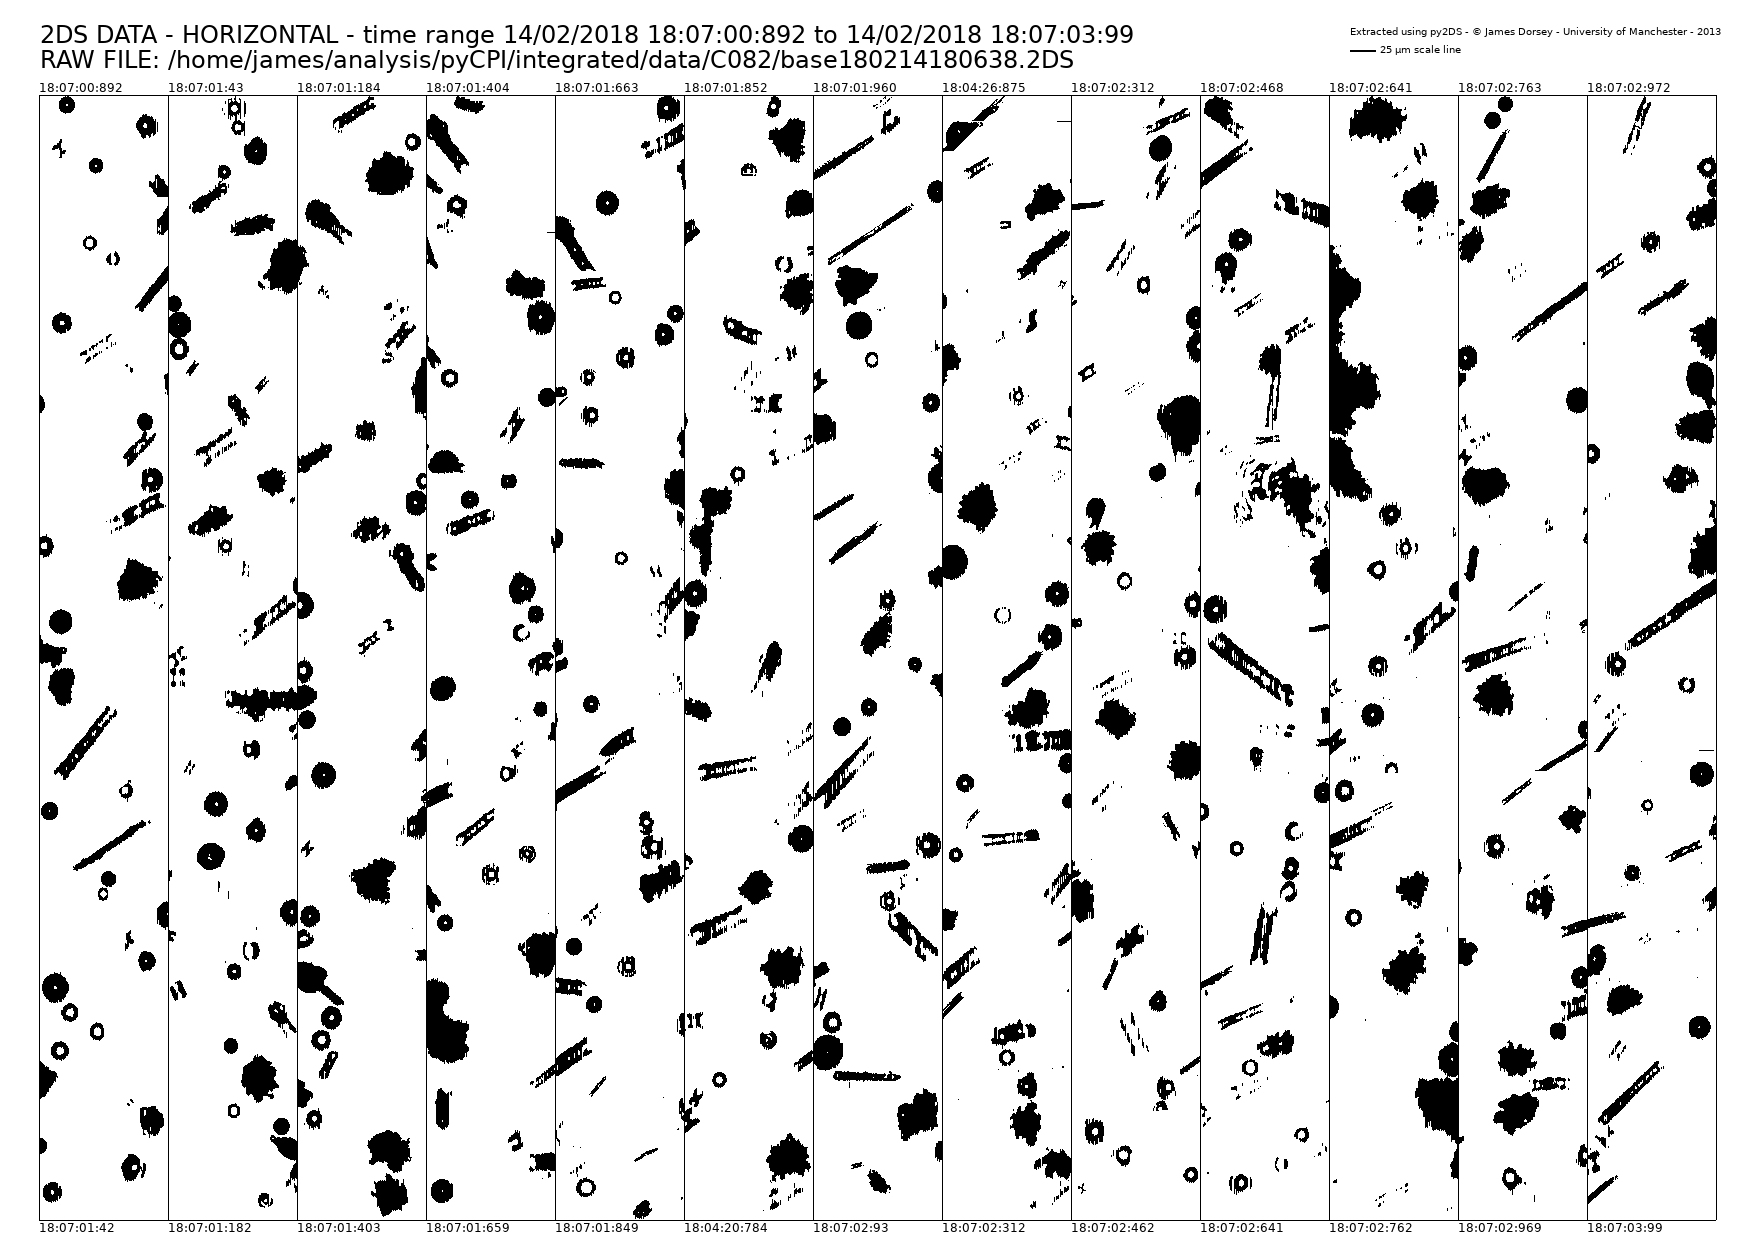 2DS DATA - HORIZONTAL - time range 14/02/2018 18:07:00:892 to 14/02/2018 18:07:03:99
RAW FILE: /home/james/analysis/pyCPI/integrated/data/C082/base180214180638.2DS
Extracted using py2DS - © James Dorsey - University of Manchester - 2013
25 µm scale line
18:07:00:892 18:07:01:43 18:07:01:184 18:07:01:404 18:07:01:663 18:07:01:852 18:07:01:960 18:04:26:875 18:07:02:312 18:07:02:468 18:07:02:641 18:07:02:763 18:07:02:972
18:07:01:42 18:07:01:182 18:07:01:403 18:07:01:659 18:07:01:849 18:04:20:784 18:07:02:93 18:07:02:312 18:07:02:462 18:07:02:641 18:07:02:762 18:07:02:969 18:07:03:99